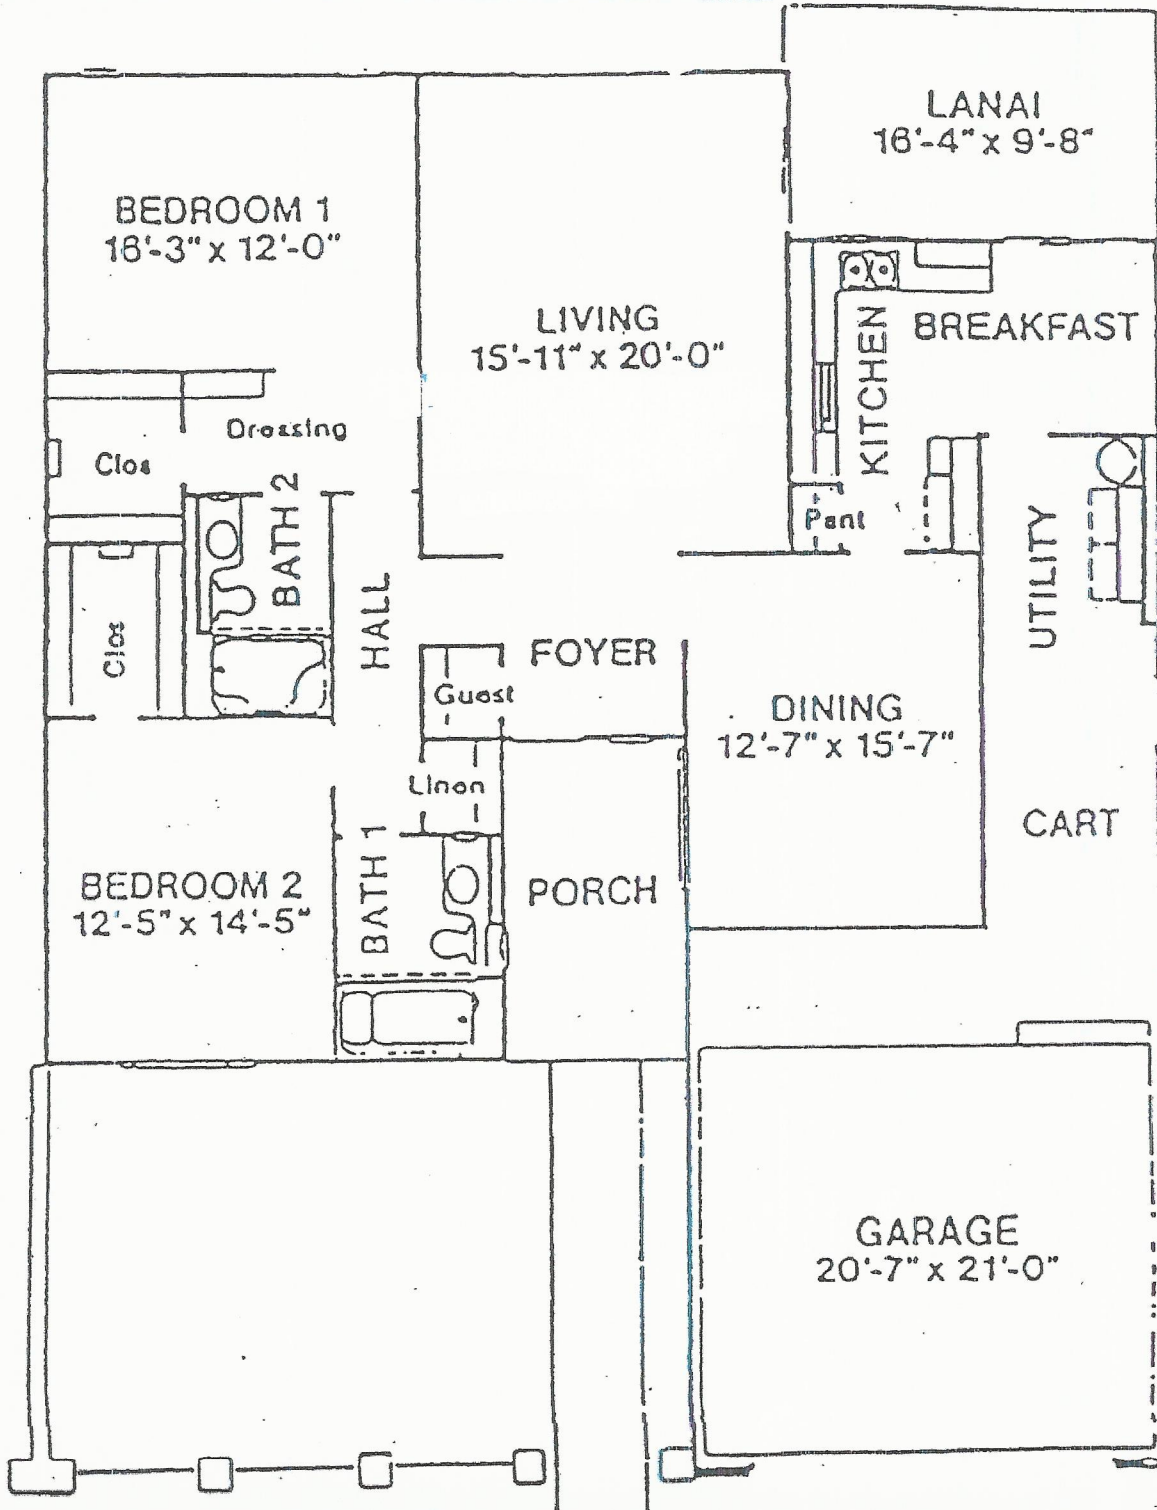 LANAI
16'-4" x 9'-8"
BEDROOM 1
16'-3" x 12'-0"
LIVING
15'-11" x 20'-0"
KITCHEN
BREAKFAST
Dressing
Clos
BATH 2
Pant
UTILITY
HALL
Clos
FOYER
Guest
DINING
12'-7" x 15'-7"
Linen
CART
BATH 1
BEDROOM 2
12'-5" x 14'-5"
PORCH
GARAGE
20'-7" x 21'-0"